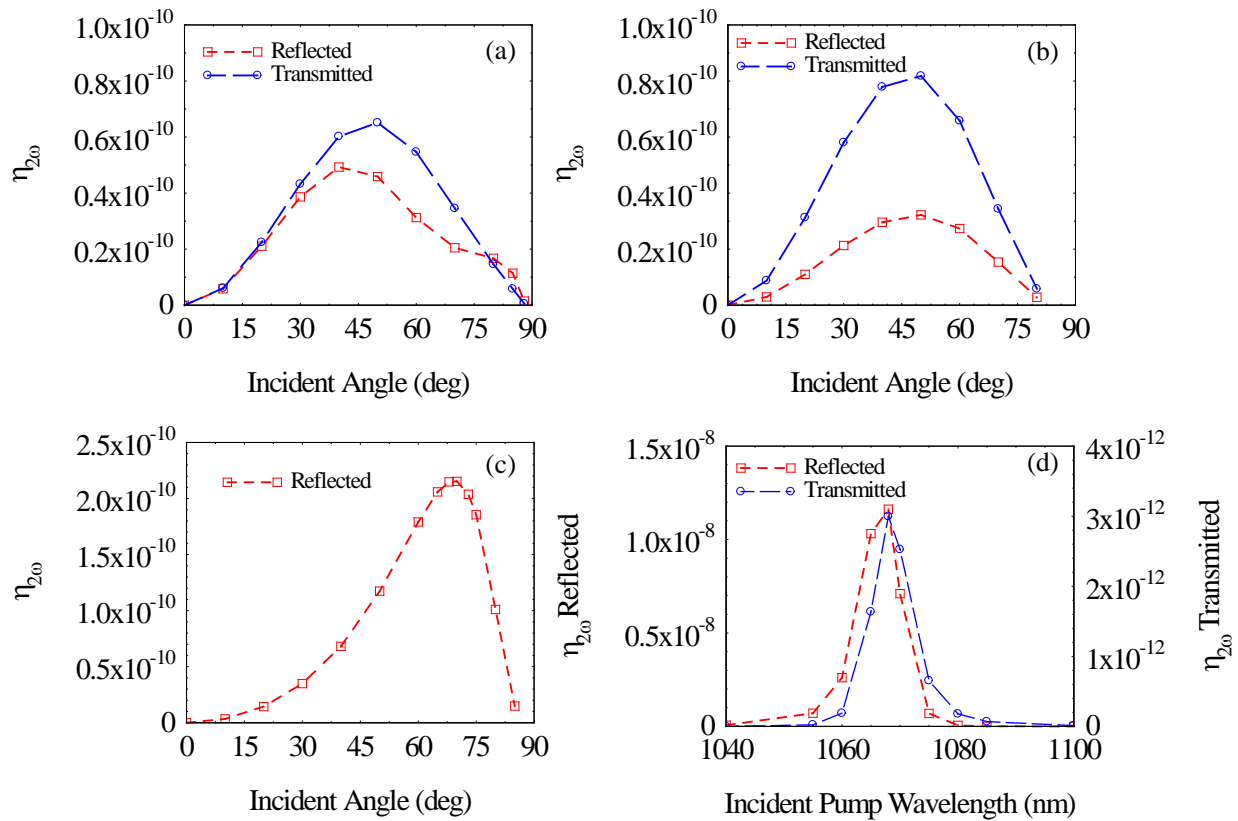 (a)
Reflected
Transmitted
1.0x10⁻¹⁰
0.8x10⁻¹⁰
0.6x10⁻¹⁰
0.4x10⁻¹⁰
0.2x10⁻¹⁰
0
η₂ω
0 15 30 45 60 75 90
Incident Angle (deg)
(b)
Reflected
Transmitted
1.0x10⁻¹⁰
0.8x10⁻¹⁰
0.6x10⁻¹⁰
0.4x10⁻¹⁰
0.2x10⁻¹⁰
0
η₂ω
0 15 30 45 60 75 90
Incident Angle (deg)
(c)
Reflected
2.5x10⁻¹⁰
2.0x10⁻¹⁰
1.5x10⁻¹⁰
1.0x10⁻¹⁰
0.5x10⁻¹⁰
0
η₂ω
0 15 30 45 60 75 90
Incident Angle (deg)
(d)
Reflected
Transmitted
1.5x10⁻⁸
1.0x10⁻⁸
0.5x10⁻⁸
0
η₂ω Reflected
4x10⁻¹²
3x10⁻¹²
2x10⁻¹²
1x10⁻¹²
0
η₂ω Transmitted
1040 1060 1080 1100
Incident Pump Wavelength (nm)